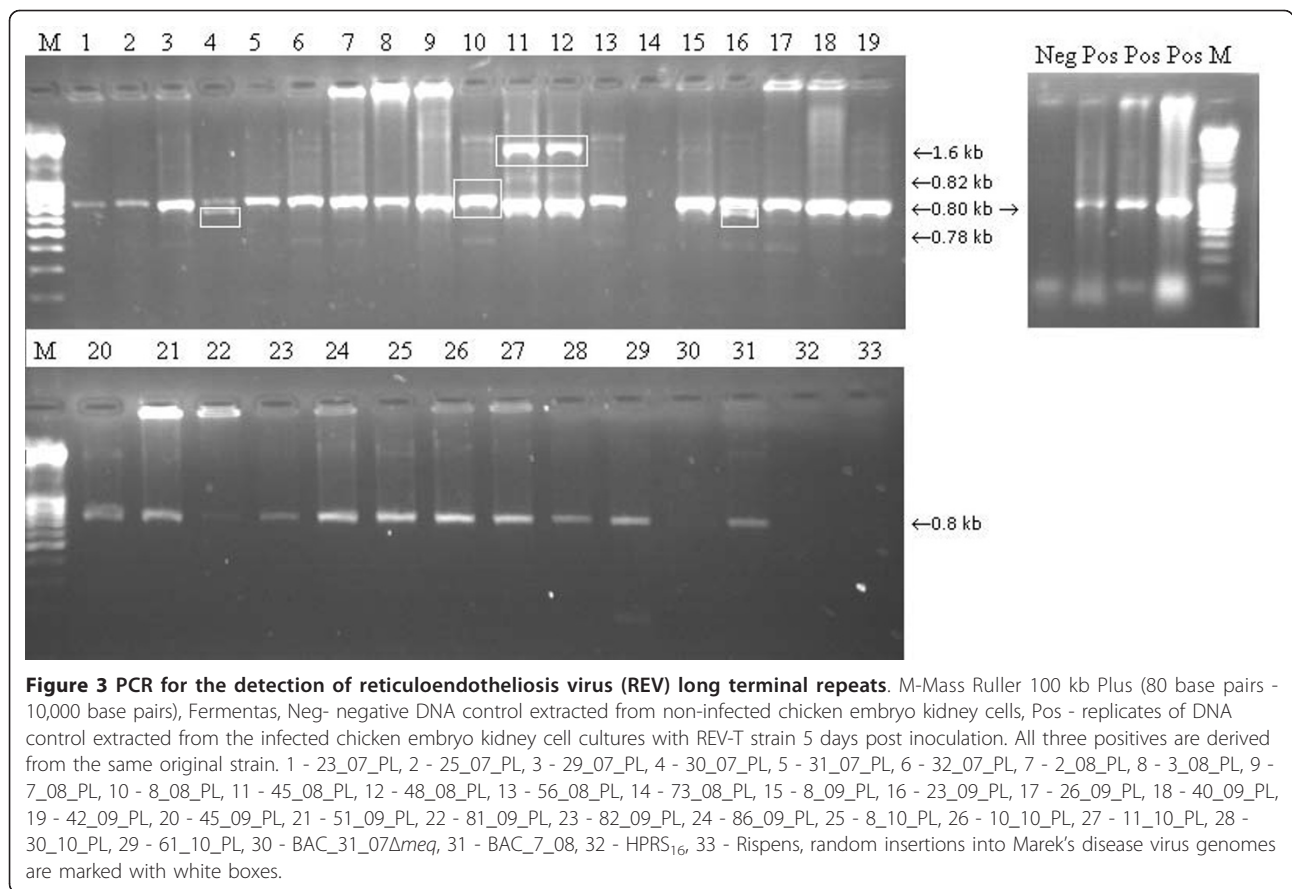 M 1 2 3 4 5 6 7 8 9 10 11 12 13 14 15 16 17 18 19
Neg Pos Pos Pos M
←1.6 kb
←0.82 kb
←0.80 kb →
←0.78 kb
M 20 21 22 23 24 25 26 27 28 29 30 31 32 33
←0.8 kb
Figure 3 PCR for the detection of reticuloendotheliosis virus (REV) long terminal repeats. M-Mass Ruller 100 kb Plus (80 base pairs -
10,000 base pairs), Fermentas, Neg- negative DNA control extracted from non-infected chicken embryo kidney cells, Pos - replicates of DNA
control extracted from the infected chicken embryo kidney cell cultures with REV-T strain 5 days post inoculation. All three positives are derived
from the same original strain. 1 - 23_07_PL, 2 - 25_07_PL, 3 - 29_07_PL, 4 - 30_07_PL, 5 - 31_07_PL, 6 - 32_07_PL, 7 - 2_08_PL, 8 - 3_08_PL, 9 -
7_08_PL, 10 - 8_08_PL, 11 - 45_08_PL, 12 - 48_08_PL, 13 - 56_08_PL, 14 - 73_08_PL, 15 - 8_09_PL, 16 - 23_09_PL, 17 - 26_09_PL, 18 - 40_09_PL,
19 - 42_09_PL, 20 - 45_09_PL, 21 - 51_09_PL, 22 - 81_09_PL, 23 - 82_09_PL, 24 - 86_09_PL, 25 - 8_10_PL, 26 - 10_10_PL, 27 - 11_10_PL, 28 -
30_10_PL, 29 - 61_10_PL, 30 - BAC_31_07Δmeq, 31 - BAC_7_08, 32 - HPRS₁₆, 33 - Rispens, random insertions into Marek's disease virus genomes
are marked with white boxes.